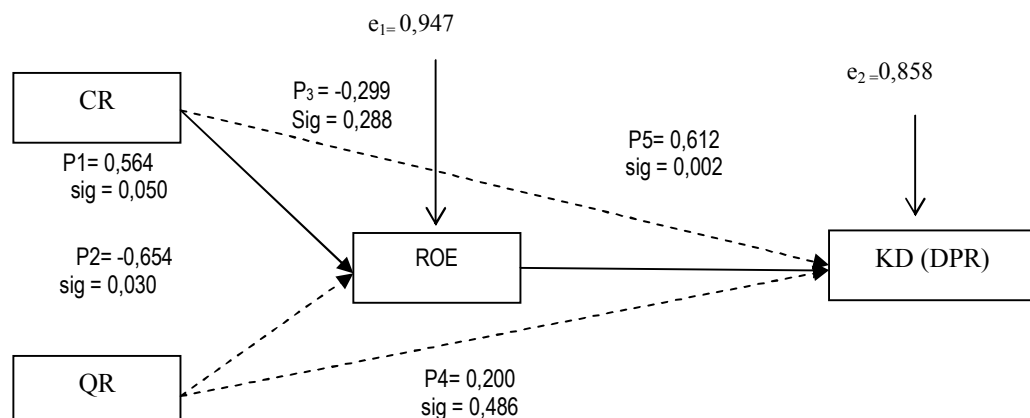 e₁₌ 0,947
e₂ ₌0,858
CR
P₃ = -0,299
Sig = 0,288
P1= 0,564
sig = 0,050
P5= 0,612
sig = 0,002
P2= -0,654
sig = 0,030
ROE
KD (DPR)
QR
P4= 0,200
sig = 0,486